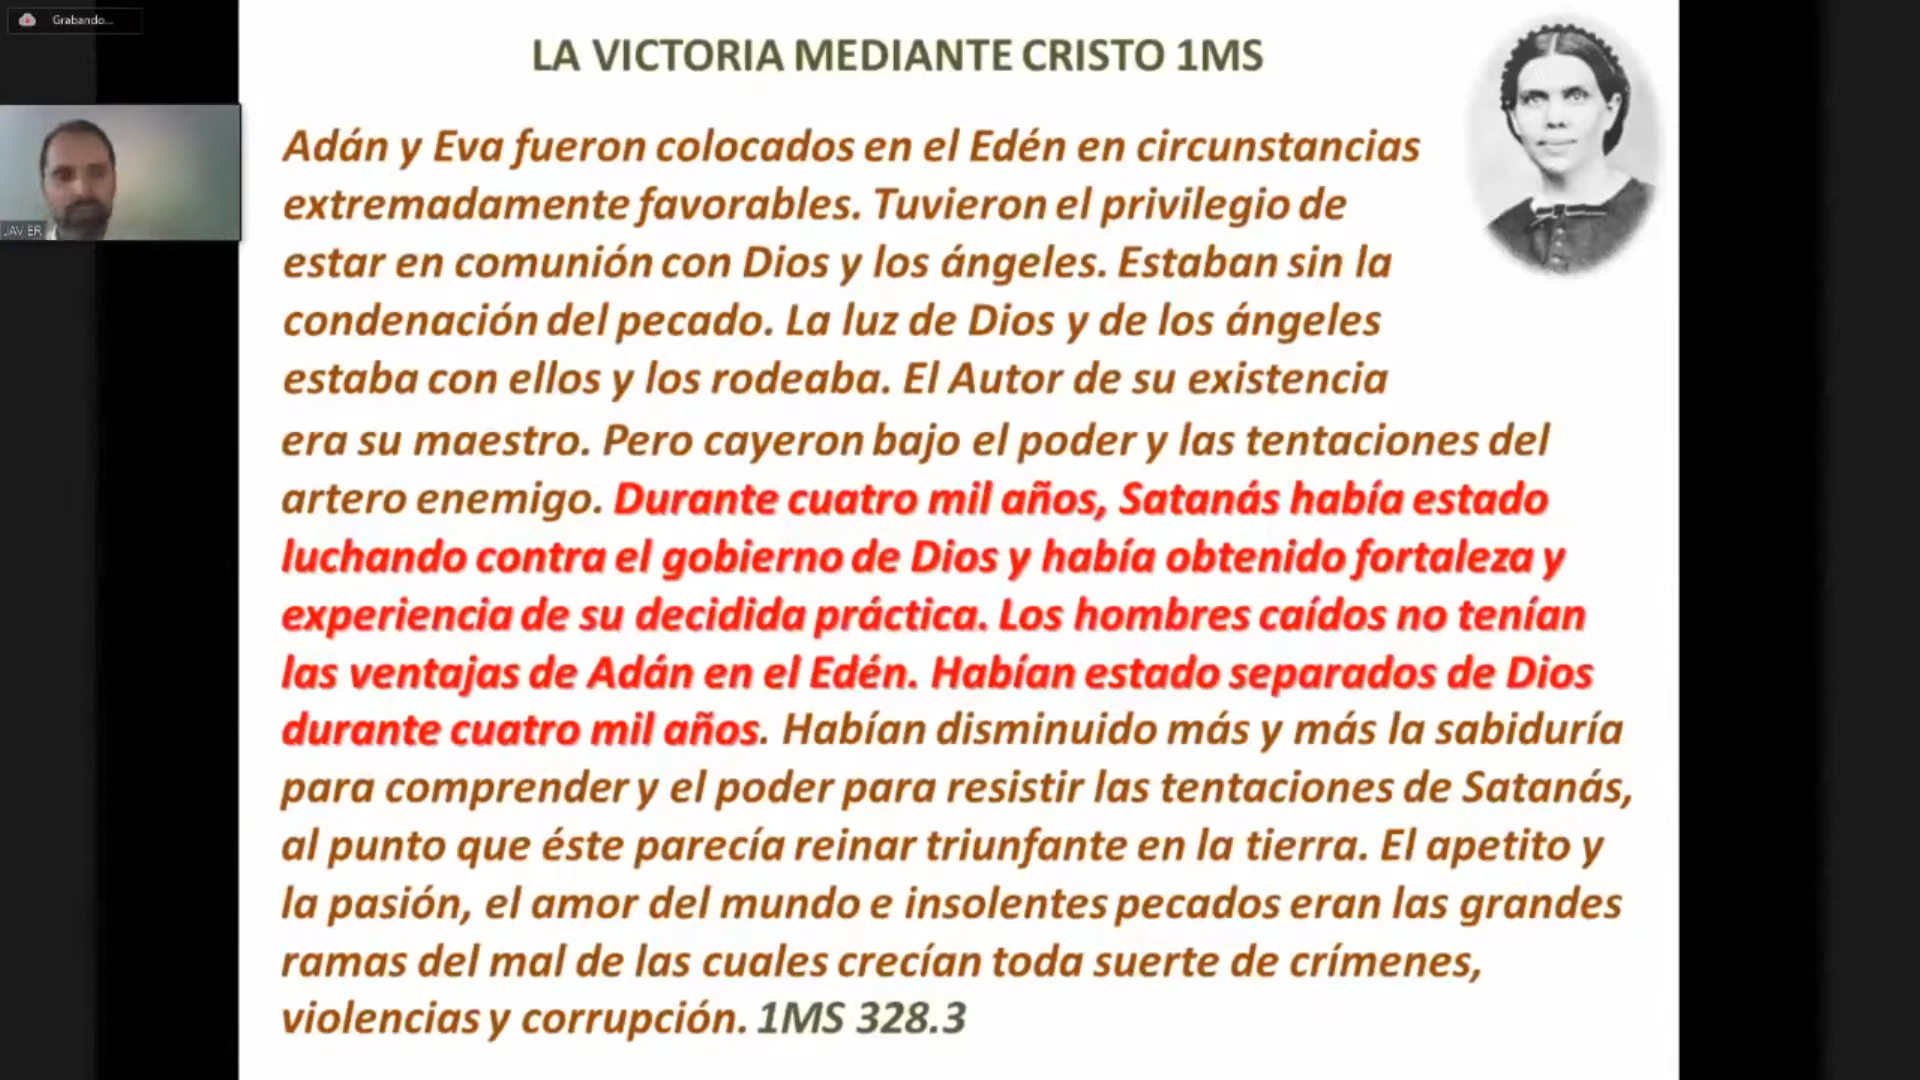 Grabando...
LA VICTORIA MEDIANTE CRISTO 1MS
JAVIER
Adán y Eva fueron colocados en el Edén en circunstancias
extremadamente favorables. Tuvieron el privilegio de
estar en comunión con Dios y los ángeles. Estaban sin la
condenación del pecado. La luz de Dios y de los ángeles
estaba con ellos y los rodeaba. El Autor de su existencia
era su maestro. Pero cayeron bajo el poder y las tentaciones del
artero enemigo. Durante cuatro mil años, Satanás había estado
luchando contra el gobierno de Dios y había obtenido fortaleza y
experiencia de su decidida práctica. Los hombres caídos no tenían
las ventajas de Adán en el Edén. Habían estado separados de Dios
durante cuatro mil años. Habían disminuido más y más la sabiduría
para comprender y el poder para resistir las tentaciones de Satanás,
al punto que éste parecía reinar triunfante en la tierra. El apetito y
la pasión, el amor del mundo e insolentes pecados eran las grandes
ramas del mal de las cuales crecían toda suerte de crímenes,
violencias y corrupción. 1MS 328.3